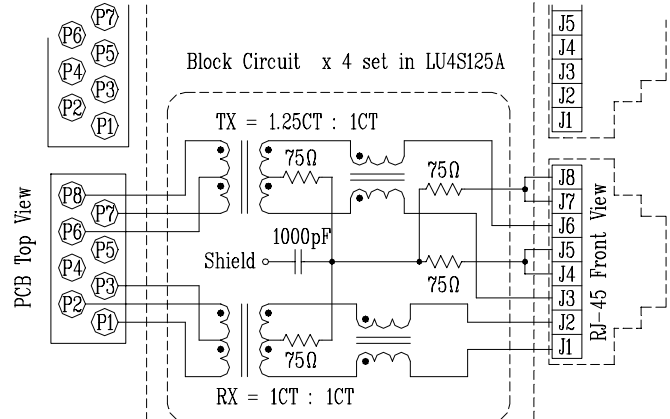 P7
P6
P5
P4
P3
P2
P1
Block Circuit x 4 set in LU4S125A
J5
J4
J3
J2
J1
TX = 1.25CT : 1CT
75Ω
75Ω
PCB Top View
P8
P7
P6
P5
P4
P3
P2
P1
1000pF
Shield
75Ω
75Ω
RX = 1CT : 1CT
J8
J7
J6
J5
J4
J3
J2
J1
RJ-45 Front View